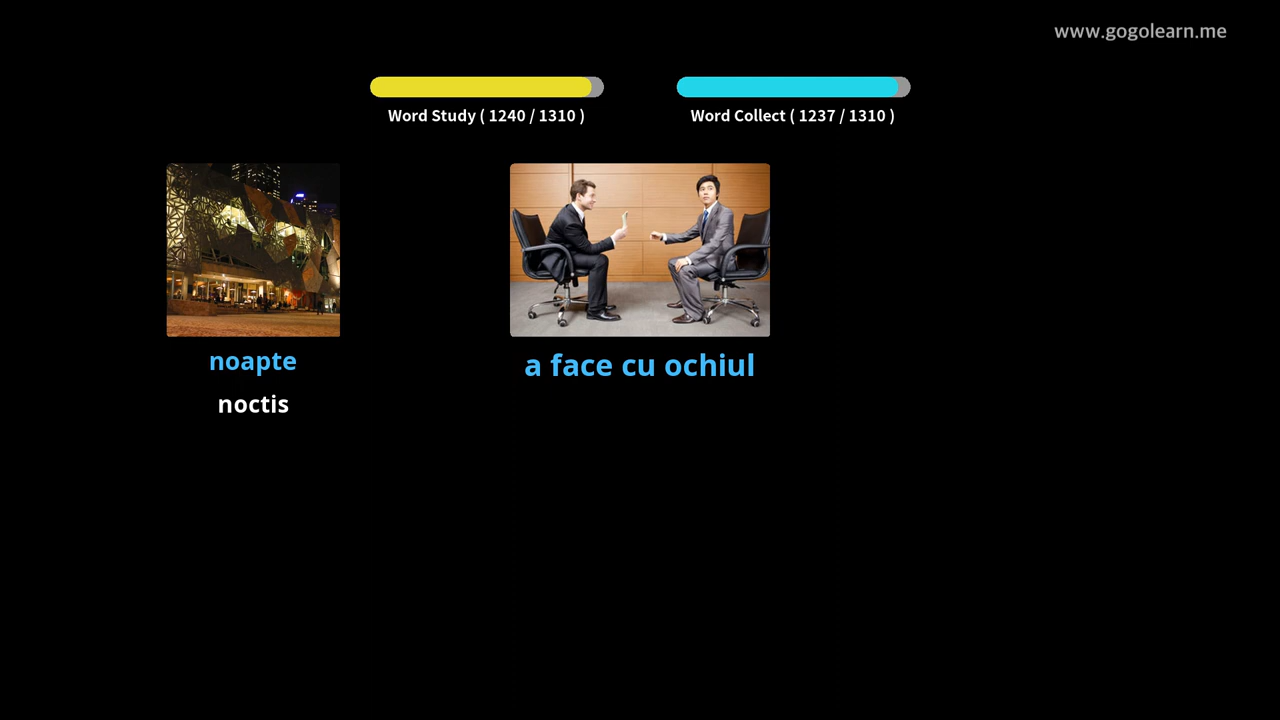 www.gogolearn.me
Word Study ( 1240 / 1310 )
Word Collect ( 1237 / 1310 )
noapte
noctis
a face cu ochiul